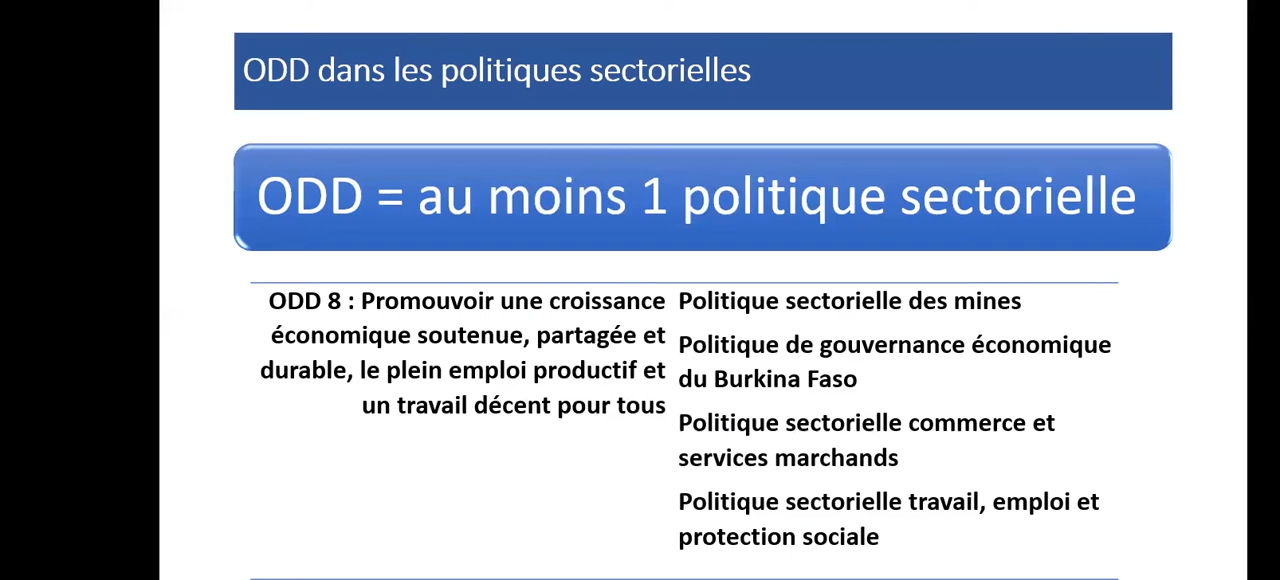 ODD dans les politiques sectorielles
ODD = au moins 1 politique sectorielle
ODD 8 : Promouvoir une croissance
économique soutenue, partagée et
durable, le plein emploi productif et
un travail décent pour tous
Politique sectorielle des mines
Politique de gouvernance économique
du Burkina Faso
Politique sectorielle commerce et
services marchands
Politique sectorielle travail, emploi et
protection sociale